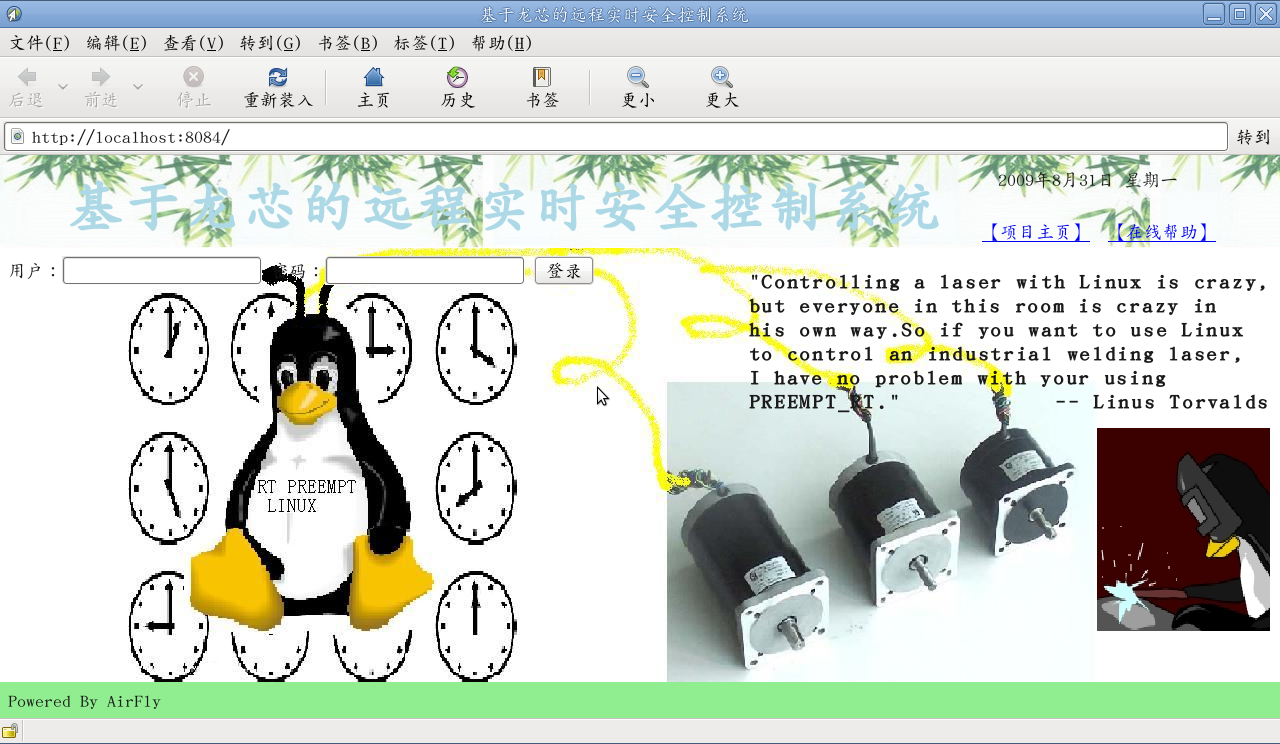 基于龙芯的远程实时安全控制系统
文件(F) 编辑(E) 查看(V) 转到(G) 书签(B) 标签(T) 帮助(H)
后退 前进 停止 重新装入 主页 历史 书签 更小 更大
http://localhost:8084/ 转到
2009年8月31日 星期一
基于龙芯的远程实时安全控制系统
【项目主页】 【在线帮助】
用户： 密码： 登录
"Controlling a laser with Linux is crazy,
but everyone in this room is crazy in
his own way.So if you want to use Linux
to control an industrial welding laser,
I have no problem with your using
PREEMPT_RT." -- Linus Torvalds
RT PREEMPT
LINUX
Powered By AirFly